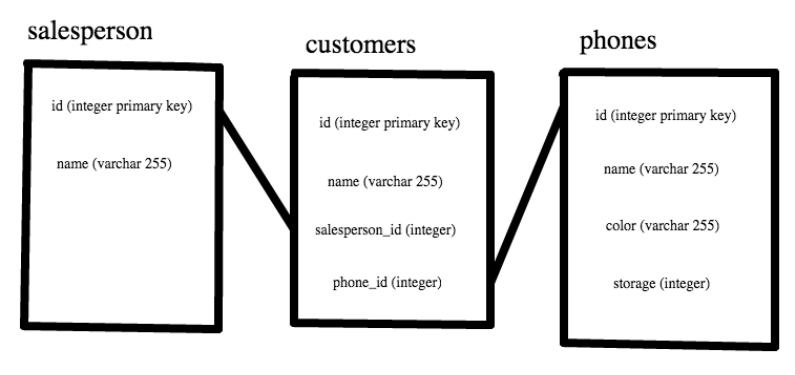 salesperson
id (integer primary key)
name (varchar 255)
customers
id (integer primary key)
name (varchar 255)
salesperson_id (integer)
phone_id (integer)
phones
id (integer primary key)
name (varchar 255)
color (varchar 255)
storage (integer)